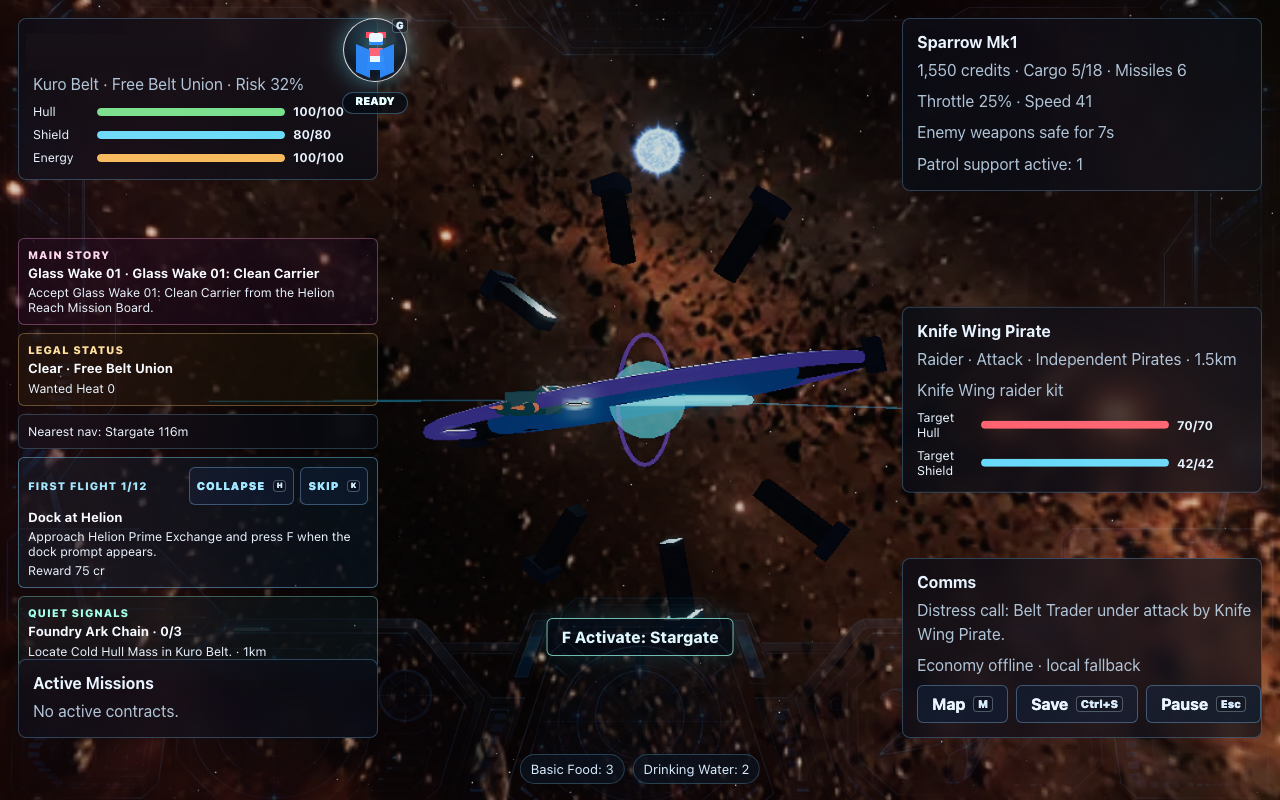 G
READY
Kuro Belt · Free Belt Union · Risk 32%
Hull 100/100
Shield 80/80
Energy 100/100
MAIN STORY
Glass Wake 01 · Glass Wake 01: Clean Carrier
Accept Glass Wake 01: Clean Carrier from the Helion
Reach Mission Board.
LEGAL STATUS
Clear · Free Belt Union
Wanted Heat 0
Nearest nav: Stargate 116m
FIRST FLIGHT 1/12
COLLAPSE H
SKIP K
Dock at Helion
Approach Helion Prime Exchange and press F when the
dock prompt appears.
Reward 75 cr
QUIET SIGNALS
Foundry Ark Chain · 0/3
Locate Cold Hull Mass in Kuro Belt. · 1km
Active Missions
No active contracts.
F Activate: Stargate
Basic Food: 3
Drinking Water: 2
Sparrow Mk1
1,550 credits · Cargo 5/18 · Missiles 6
Throttle 25% · Speed 41
Enemy weapons safe for 7s
Patrol support active: 1
Knife Wing Pirate
Raider · Attack · Independent Pirates · 1.5km
Knife Wing raider kit
Target
Hull
70/70
Target
Shield
42/42
Comms
Distress call: Belt Trader under attack by Knife
Wing Pirate.
Economy offline · local fallback
Map M
Save Ctrl+S
Pause Esc